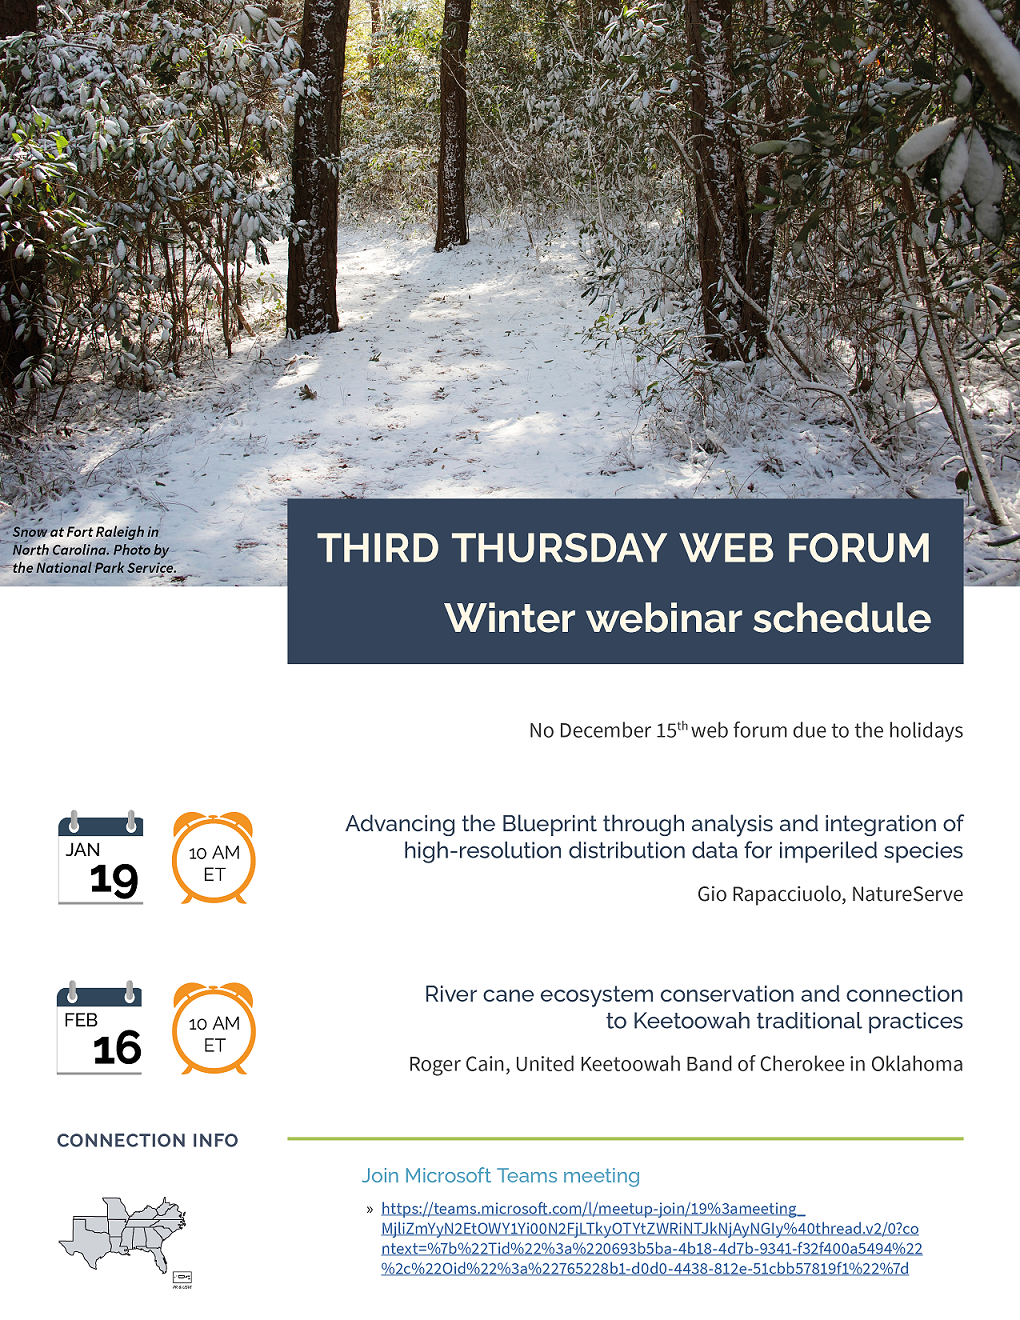 Snow at Fort Raleigh in
North Carolina. Photo by
the National Park Service.
THIRD THURSDAY WEB FORUM
Winter webinar schedule
No December 15th web forum due to the holidays
JAN
19
10 AM
ET
Advancing the Blueprint through analysis and integration of
high-resolution distribution data for imperiled species
Gio Rapacciuolo, NatureServe
FEB
16
10 AM
ET
River cane ecosystem conservation and connection
to Keetoowah traditional practices
Roger Cain, United Keetoowah Band of Cherokee in Oklahoma
CONNECTION INFO
Join Microsoft Teams meeting
» https://teams.microsoft.com/l/meetup-join/19%3ameeting_
MjliZmYyN2EtOWY1Yi00N2FjLTkyOTYtZWRiNTJkNjAyNGIy%40thread.v2/0?co
ntext=%7b%22Tid%22%3a%220693b5ba-4b18-4d7b-9341-f32f400a5494%22
%2c%22Oid%22%3a%22765228b1-d0d0-4438-812e-51cbb57819f1%22%7d
PR & USVI